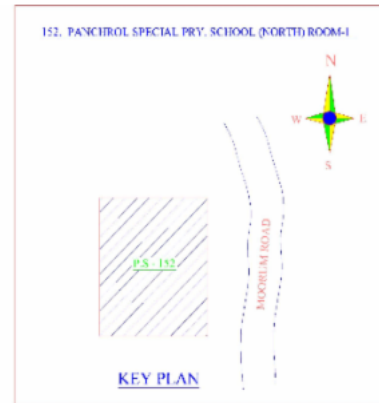 152. PANCHROL SPECIAL PRY. SCHOOL (NORTH) ROOM-1
N
W E
S
P.S - 152
MOORUM ROAD
KEY PLAN